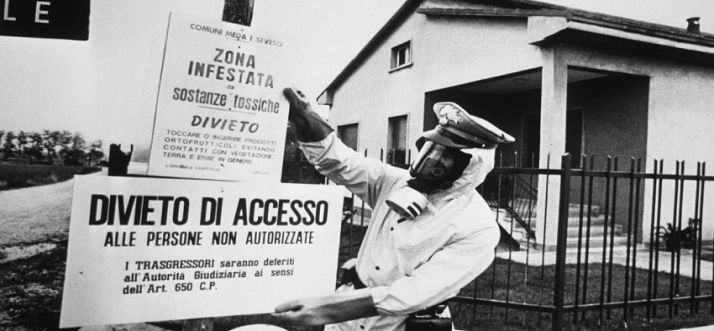 LE
COMUNI MEDA E SEVESO
ZONA
INFESTATA
da
sostanze tossiche
DIVIETO
TOCCARE O INGERIRE PRODOTTI
ORTOFRUTTICOLI EVITANDO
CONTATTI CON VEGETAZIONE
TERRA E ERBE IN GENERE
DIVIETO DI ACCESSO
ALLE PERSONE NON AUTORIZZATE
I TRASGRESSORI saranno deferiti
all'Autorità Giudiziaria ai sensi
dell'Art. 650 C.P.